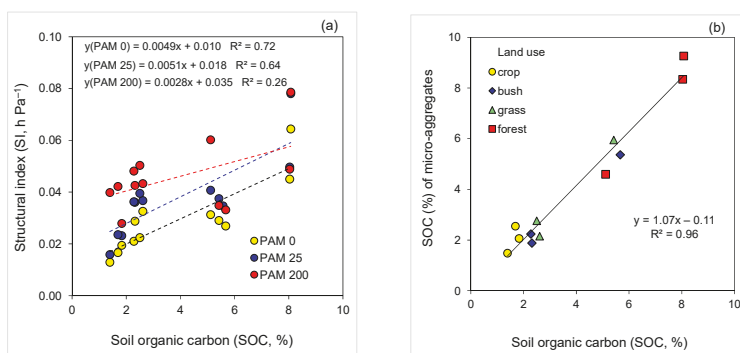 (a)
y(PAM 0) = 0.0049x + 0.010 R² = 0.72
y(PAM 25) = 0.0051x + 0.018 R² = 0.64
y(PAM 200) = 0.0028x + 0.035 R² = 0.26
Structural index (SI, h Pa⁻¹)
0.10
0.08
0.06
0.04
0.02
0.00
PAM 0
PAM 25
PAM 200
0 2 4 6 8 10
Soil organic carbon (SOC, %)
(b)
SOC (%) of micro-aggregates
10
8
6
4
2
0
Land use
crop
bush
grass
forest
y = 1.07x – 0.11
R² = 0.96
0 2 4 6 8 10
Soil organic carbon (SOC, %)